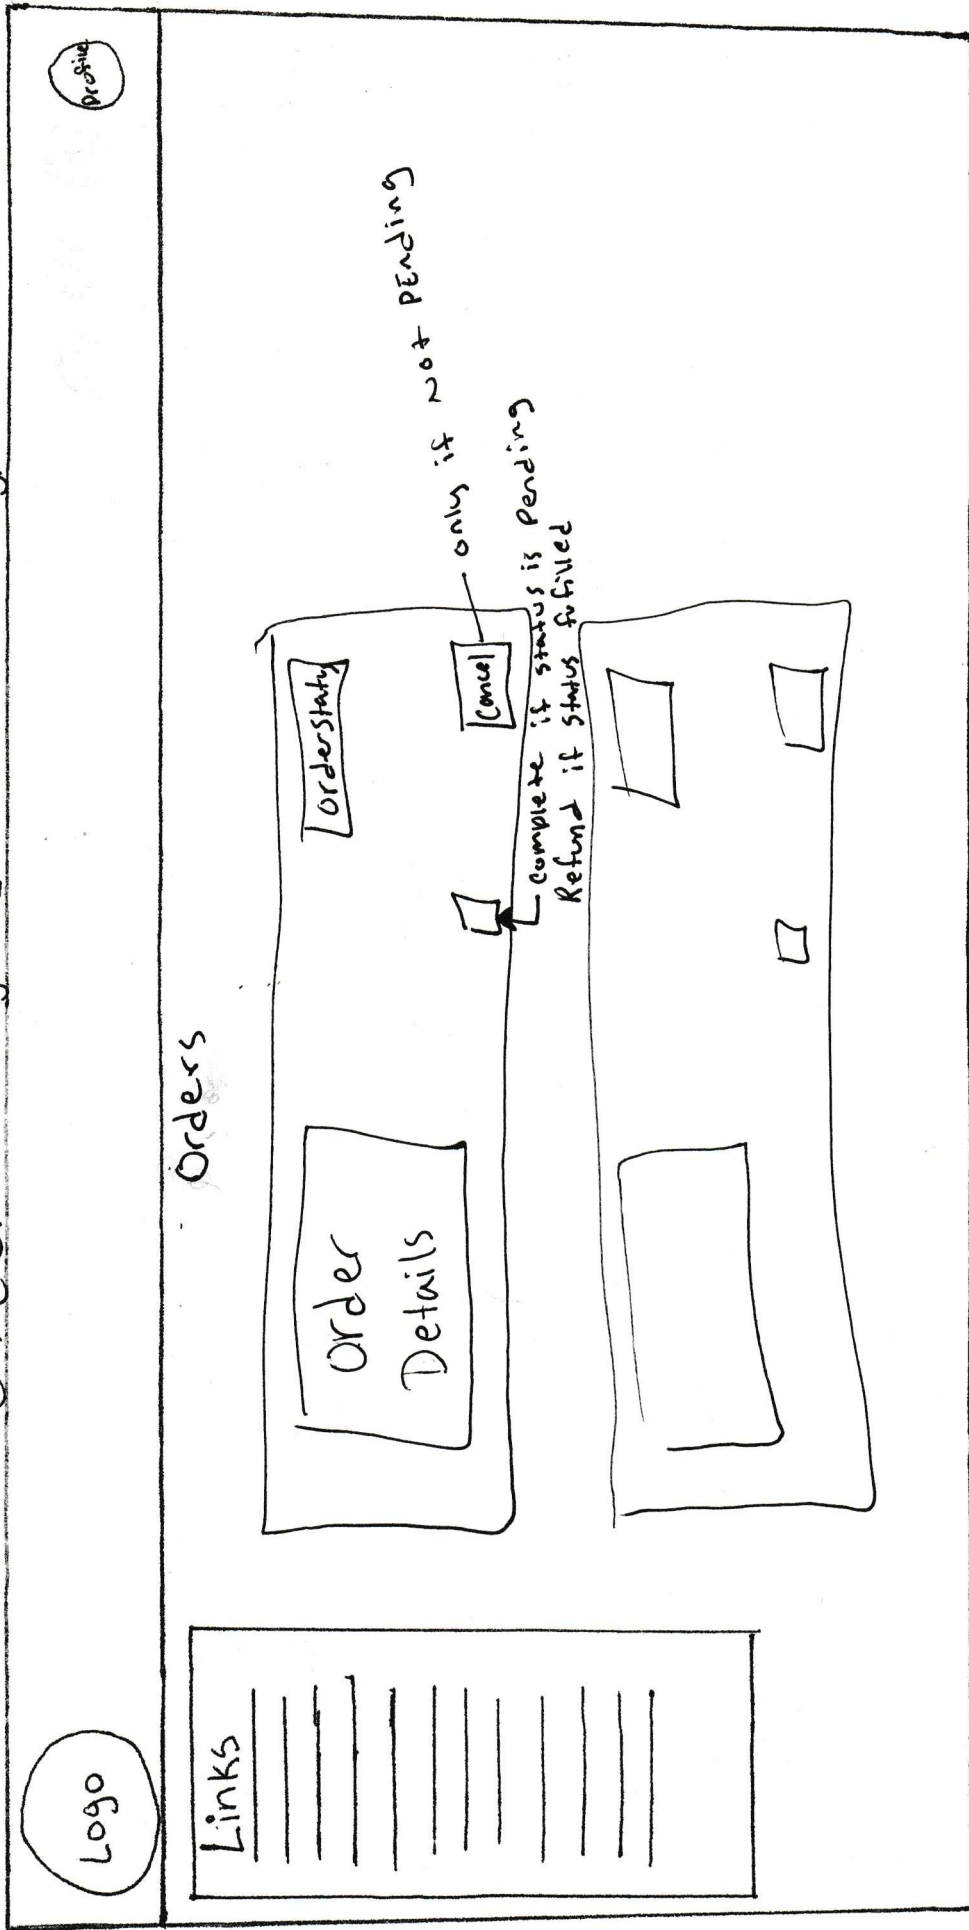 Logo
Profile
Links
Orders
Order
Details
orderStatus
Cancel
only if not pending
complete if status is pending
Refund if status fufilled